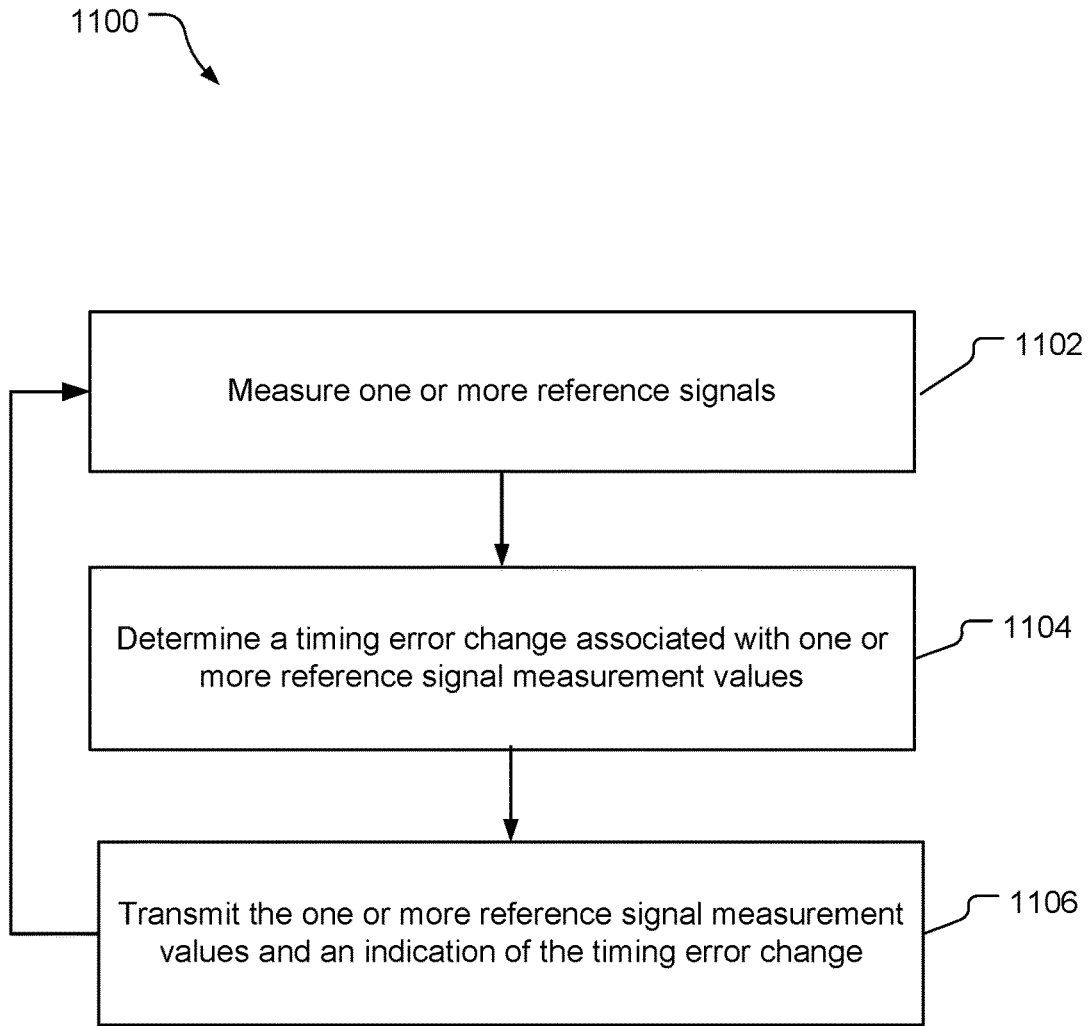 1100
Measure one or more reference signals
1102
Determine a timing error change associated with one or
more reference signal measurement values
1104
Transmit the one or more reference signal measurement
values and an indication of the timing error change
1106